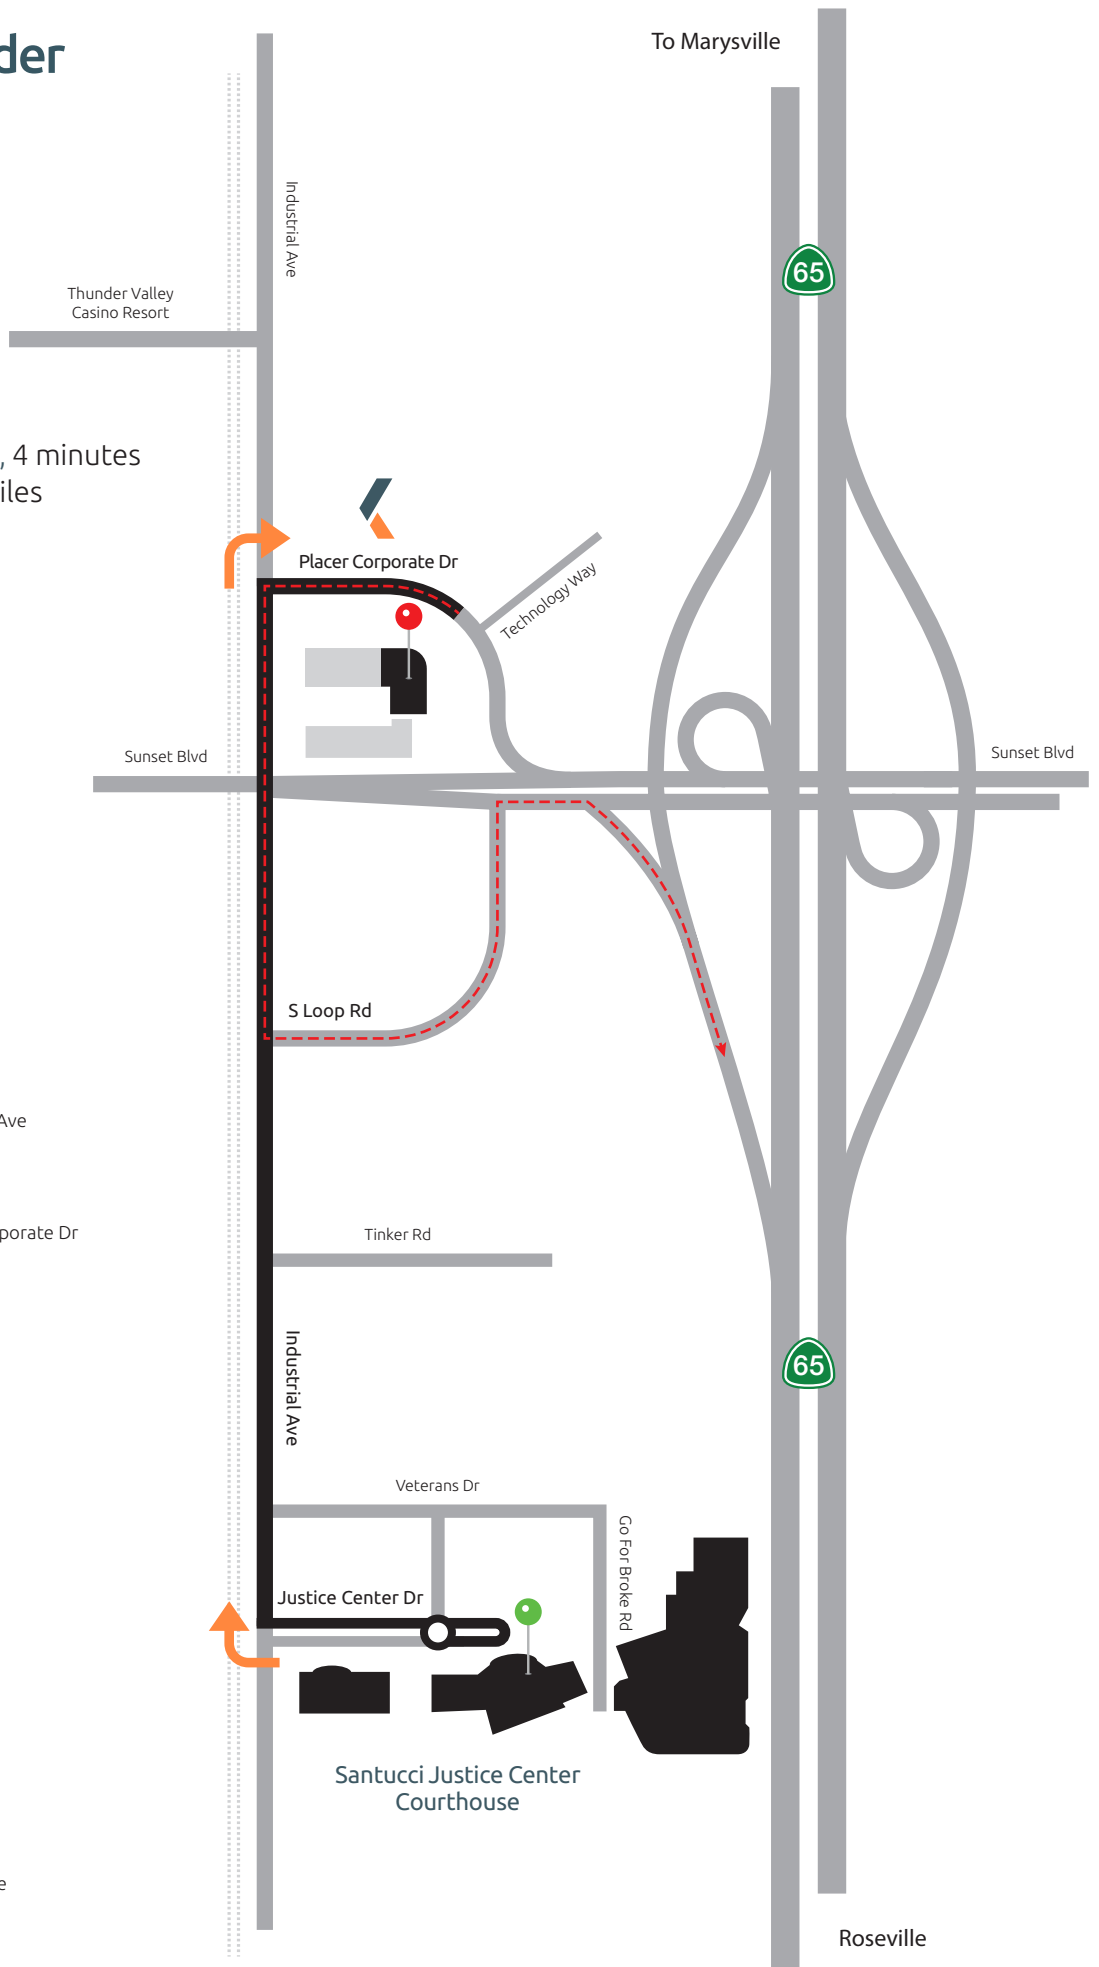 der
To Marysville
Industrial Ave
65
Thunder Valley
Casino Resort
, 4 minutes
iles
Placer Corporate Dr
Technology Way
Sunset Blvd
Sunset Blvd
S Loop Rd
Ave
porate Dr
Tinker Rd
Industrial Ave
65
Veterans Dr
Go For Broke Rd
Justice Center Dr
Santucci Justice Center
Courthouse
e
Roseville